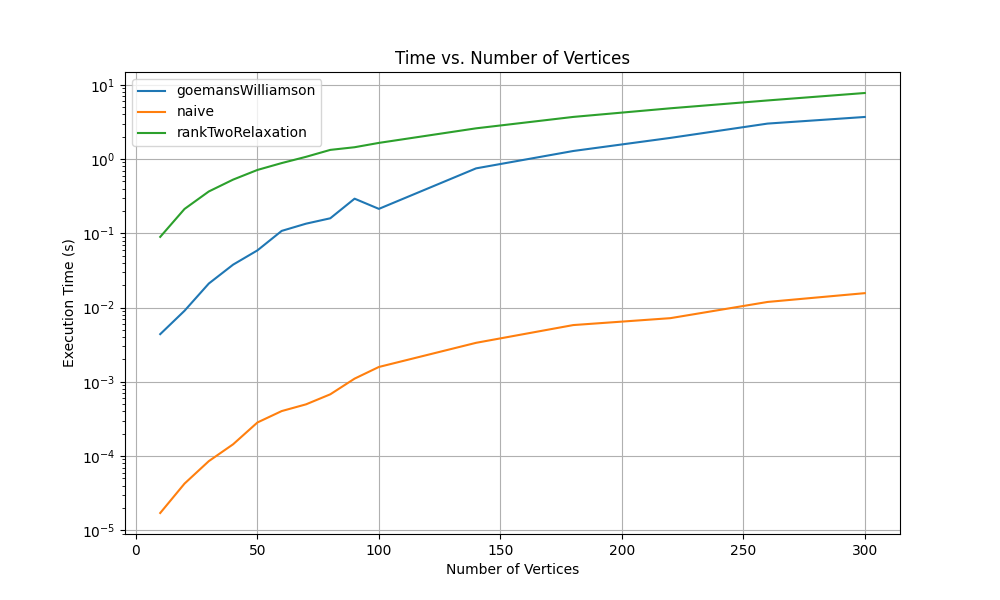 Time vs. Number of Vertices
goemansWilliamson
naive
rankTwoRelaxation
Execution Time (s)
10¹
10⁰
10⁻¹
10⁻²
10⁻³
10⁻⁴
10⁻⁵
0 50 100 150 200 250 300
Number of Vertices